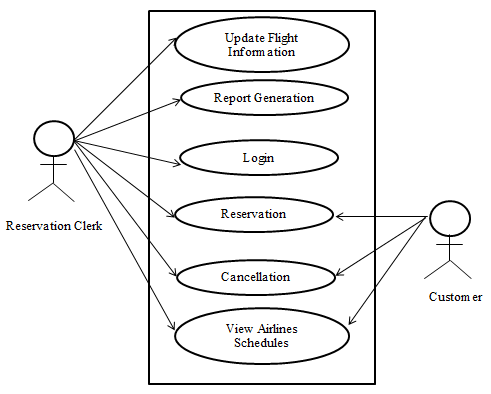 Update Flight
Information
Report Generation
Login
Reservation
Reservation Clerk
Cancellation
Customer
View Airlines
Schedules